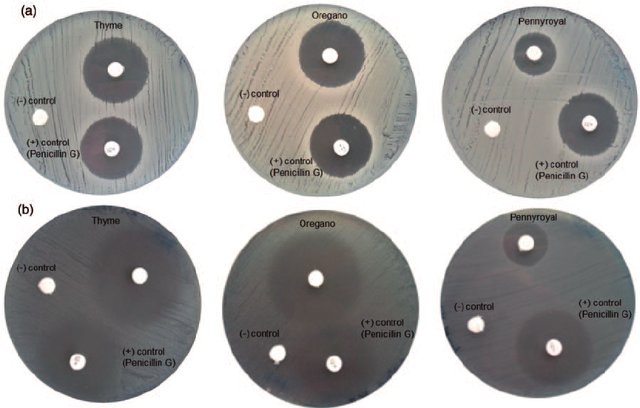 (a)
Thyme
(-) control
(+) control
(Penicillin G)
Oregano
(-) control
(+) control
(Penicillin G)
Pennyroyal
(-) control
(+) control
(Penicillin G)
(b)
Thyme
(-) control
(+) control
(Penicillin G)
Oregano
(-) control
(+) control
(Penicillin G)
Pennyroyal
(-) control
(+) control
(Penicillin G)